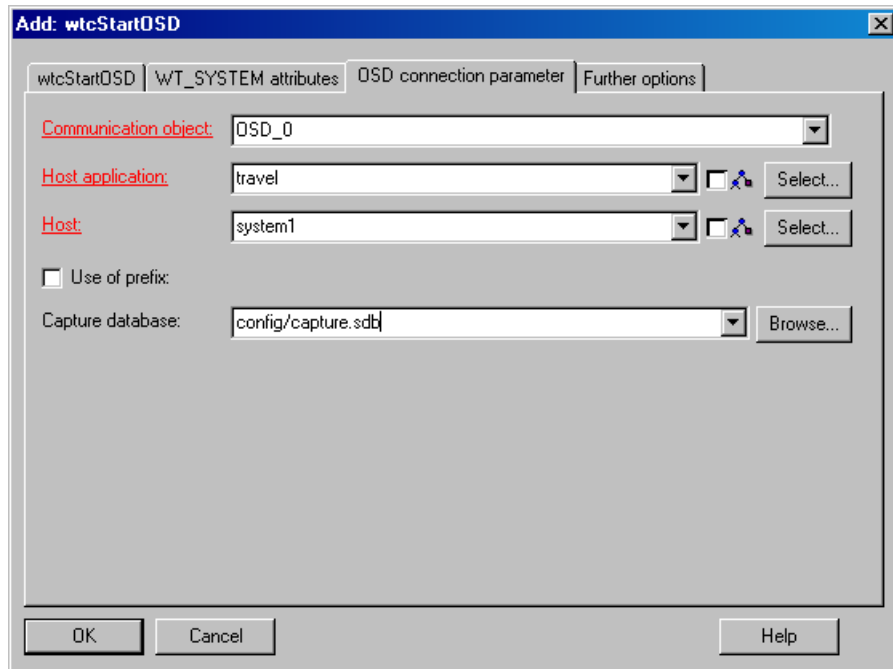 Add: wtcStartOSD
wtcStartOSD WT_SYSTEM attributes OSD connection parameter Further options
Communication object: OSD_0
Host application: travel Select...
Host: system1 Select...
Use of prefix:
Capture database: config/capture.sdb Browse...
OK Cancel Help